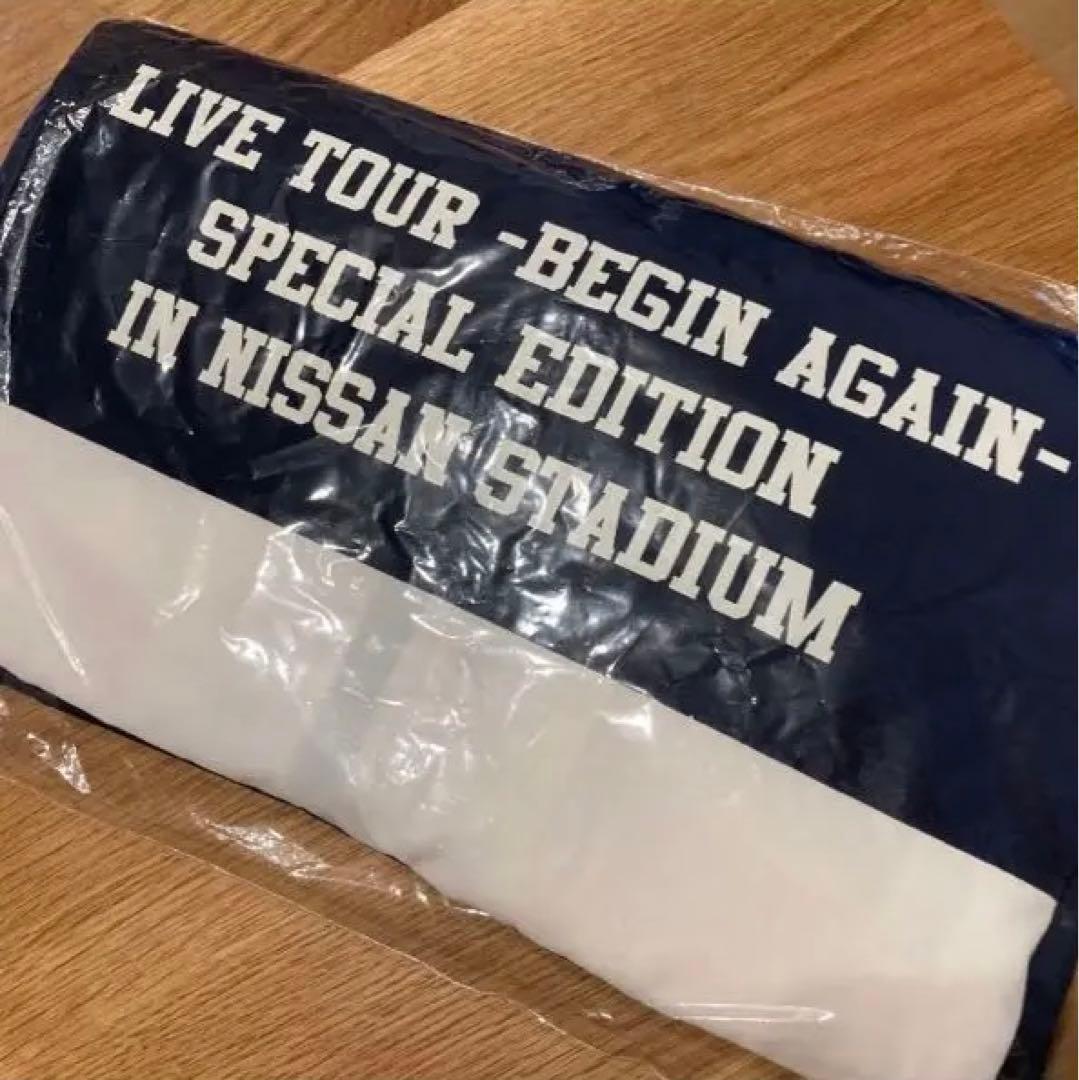 LIVE TOUR -BEGIN AGAIN-
SPECIAL EDITION
IN NISSAN STADIUM